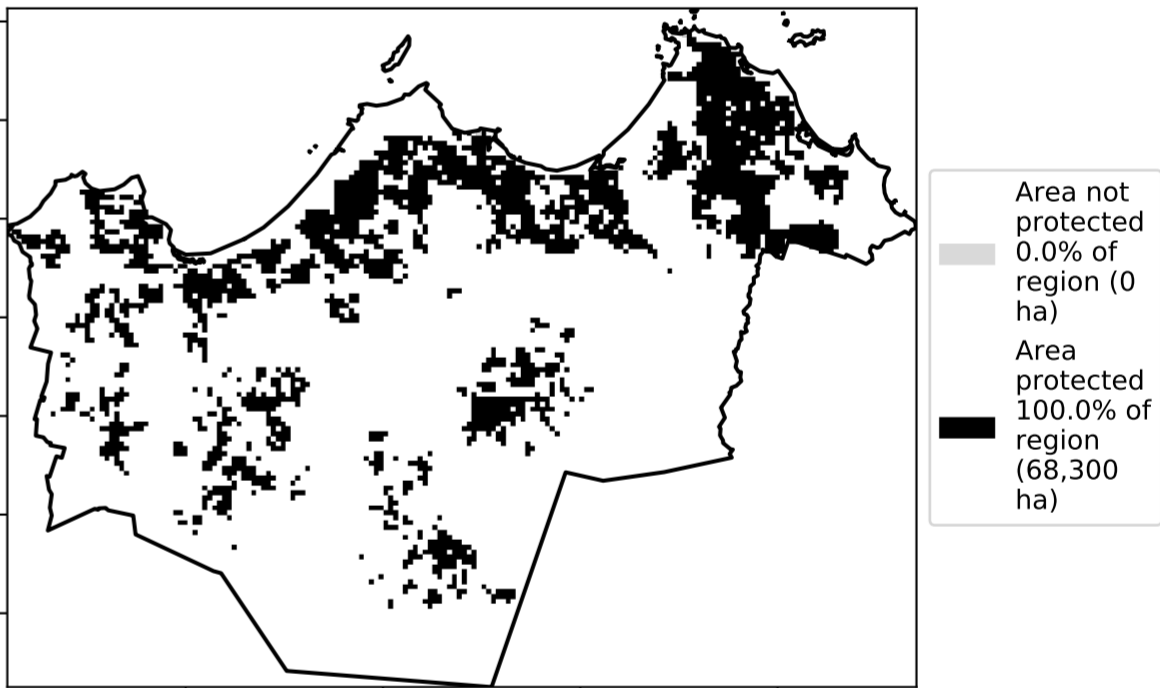 Area not
protected
0.0% of
region (0
ha)
Area
protected
100.0% of
region
(68,300
ha)